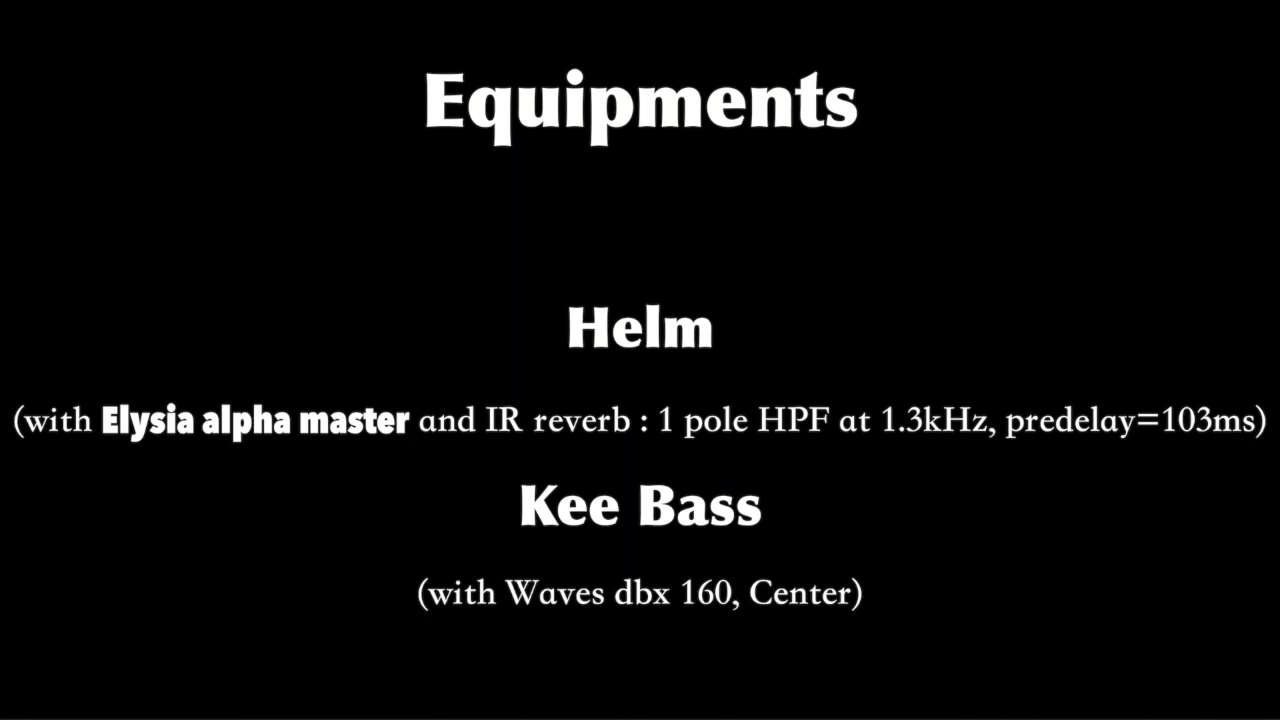 Equipments
Helm
(with Elysia alpha master and IR reverb : 1 pole HPF at 1.3kHz, predelay=103ms)
Kee Bass
(with Waves dbx 160, Center)